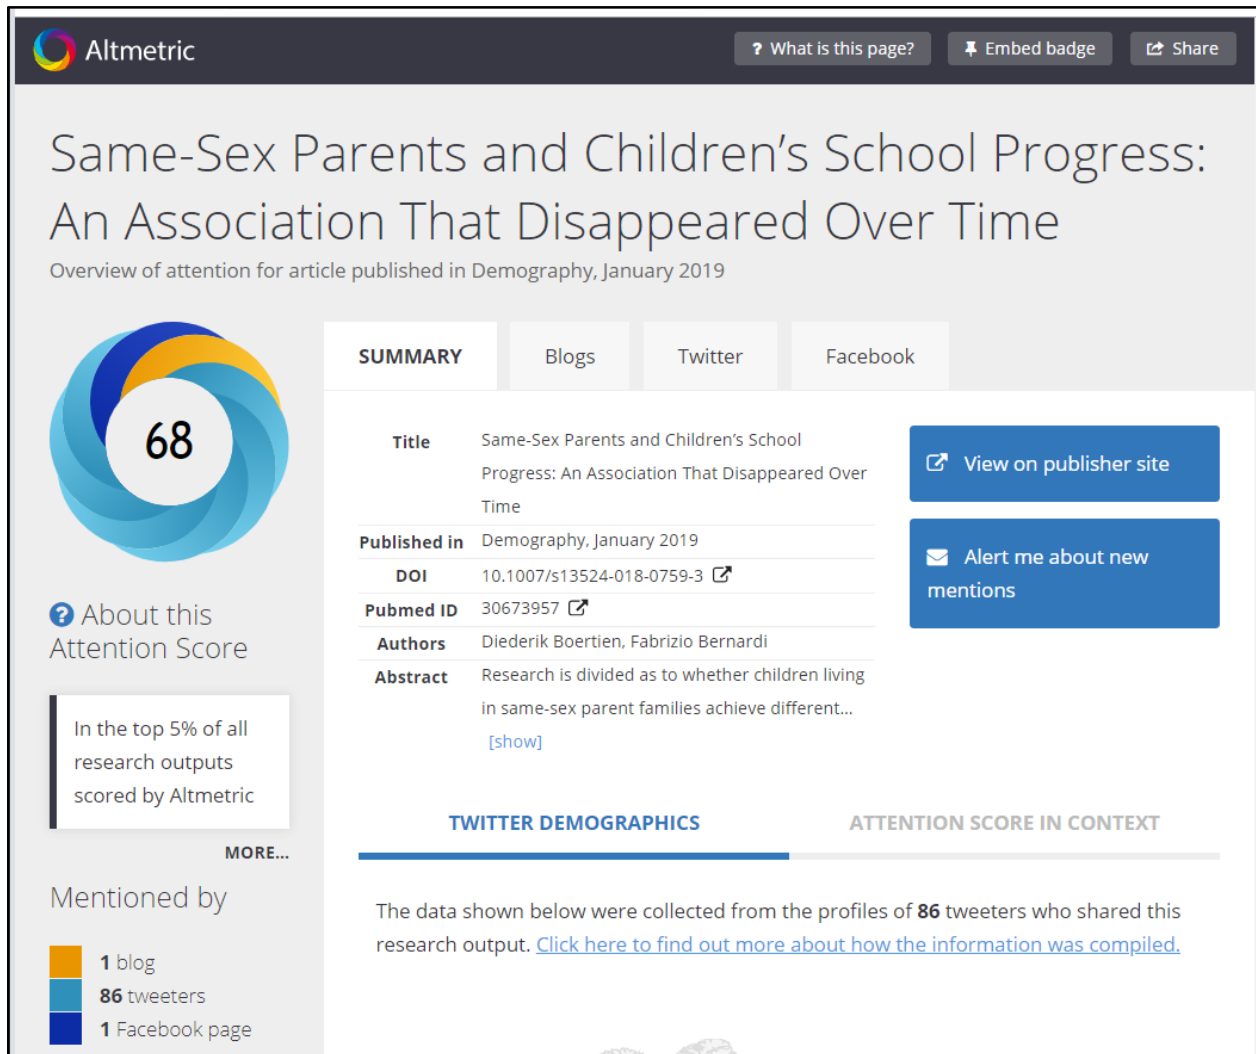 Altmetric
? What is this page?
Embed badge
Share
Same-Sex Parents and Children's School Progress:
An Association That Disappeared Over Time
Overview of attention for article published in Demography, January 2019
68
SUMMARY
Blogs
Twitter
Facebook
Title
Same-Sex Parents and Children's School
Progress: An Association That Disappeared Over
Time
Published in
Demography, January 2019
DOI
10.1007/s13524-018-0759-3
Pubmed ID
30673957
Authors
Diederik Boertien, Fabrizio Bernardi
Abstract
Research is divided as to whether children living
in same-sex parent families achieve different...
[show]
View on publisher site
Alert me about new
mentions
? About this
Attention Score
In the top 5% of all
research outputs
scored by Altmetric
MORE...
Mentioned by
1 blog
86 tweeters
1 Facebook page
TWITTER DEMOGRAPHICS
ATTENTION SCORE IN CONTEXT
The data shown below were collected from the profiles of 86 tweeters who shared this
research output. Click here to find out more about how the information was compiled.